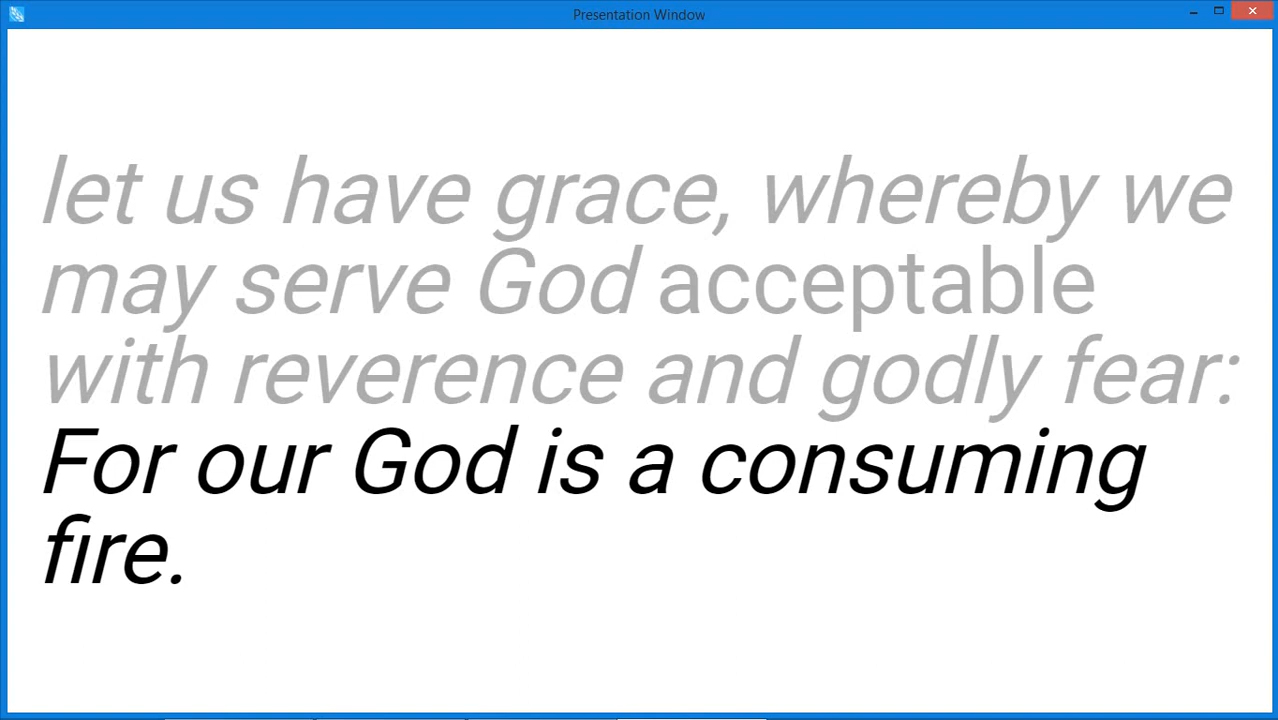 Presentation Window
let us have grace, whereby we
may serve God acceptable
with reverence and godly fear:
For our God is a consuming
fire.